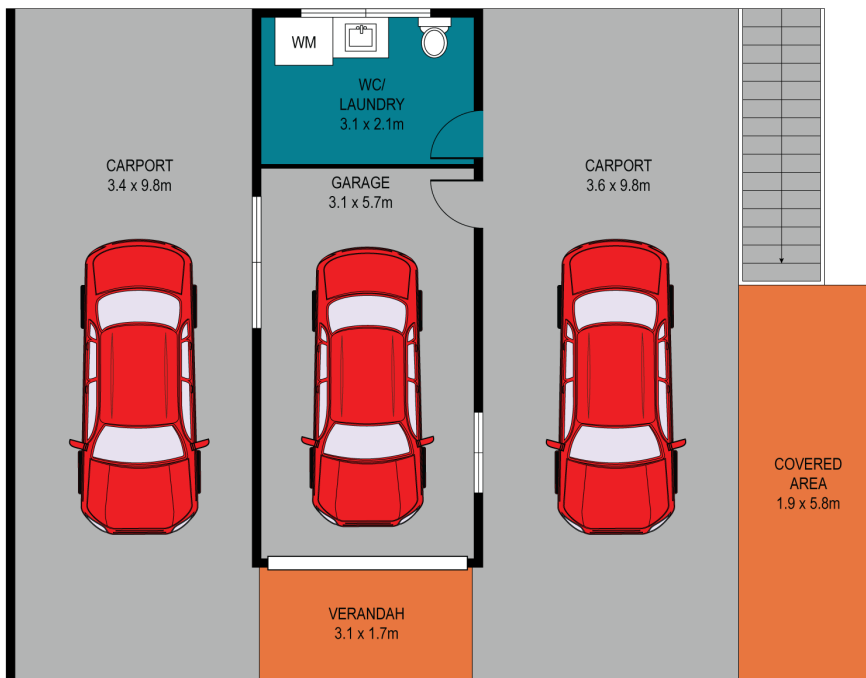 WM
WC/
LAUNDRY
3.1 x 2.1m
CARPORT
3.4 x 9.8m
GARAGE
3.1 x 5.7m
CARPORT
3.6 x 9.8m
COVERED
AREA
1.9 x 5.8m
VERANDAH
3.1 x 1.7m